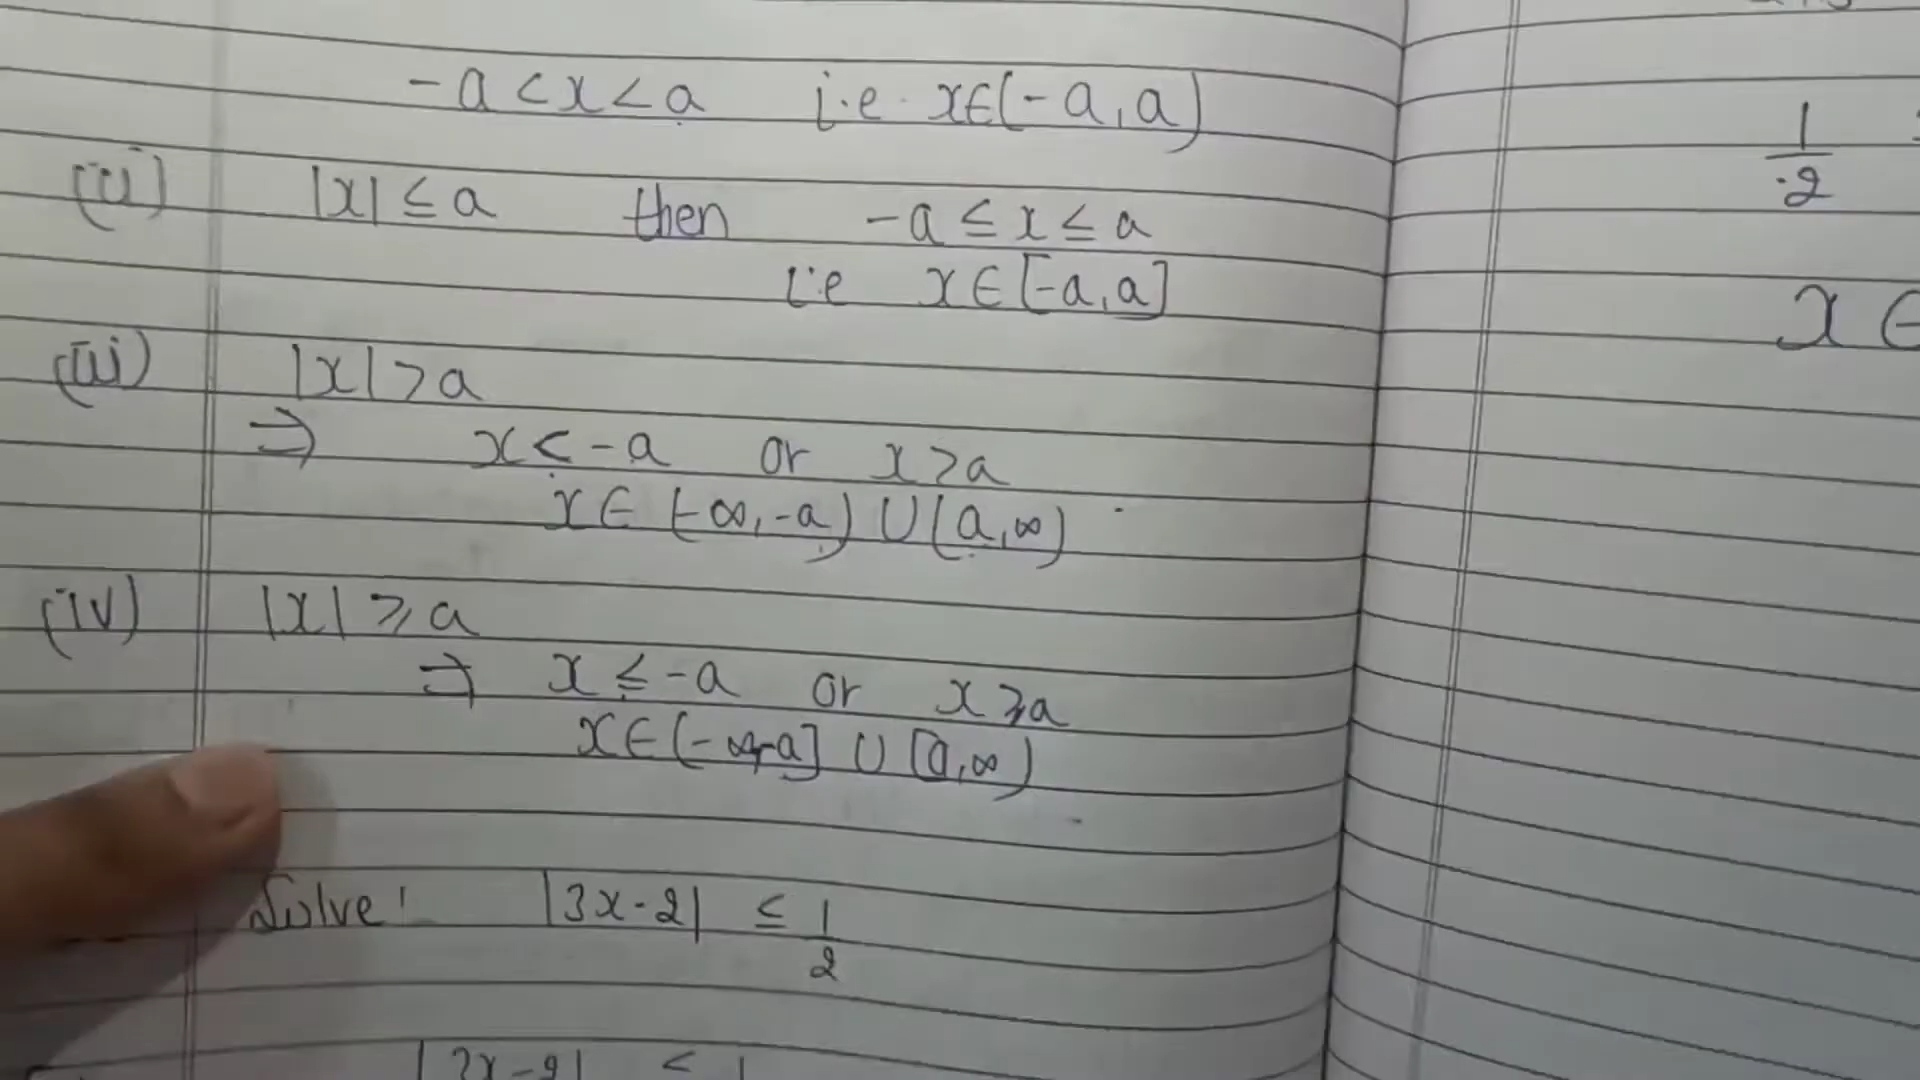 -a < x < a i.e. x∈(-a, a)
(ii) |x| ≤ a then -a ≤ x ≤ a
i.e x∈[-a, a]
(iii) |x| > a
⇒ x < -a or x > a
x∈ (-∞, -a) ∪ (a, ∞)
(iv) |x| ⩾ a
⇒ x ≤ -a or x ⩾ a
x∈(-∞, -a] ∪ [a, ∞)
Solve! |3x-2| ≤ 1/2
1/2
x ∈